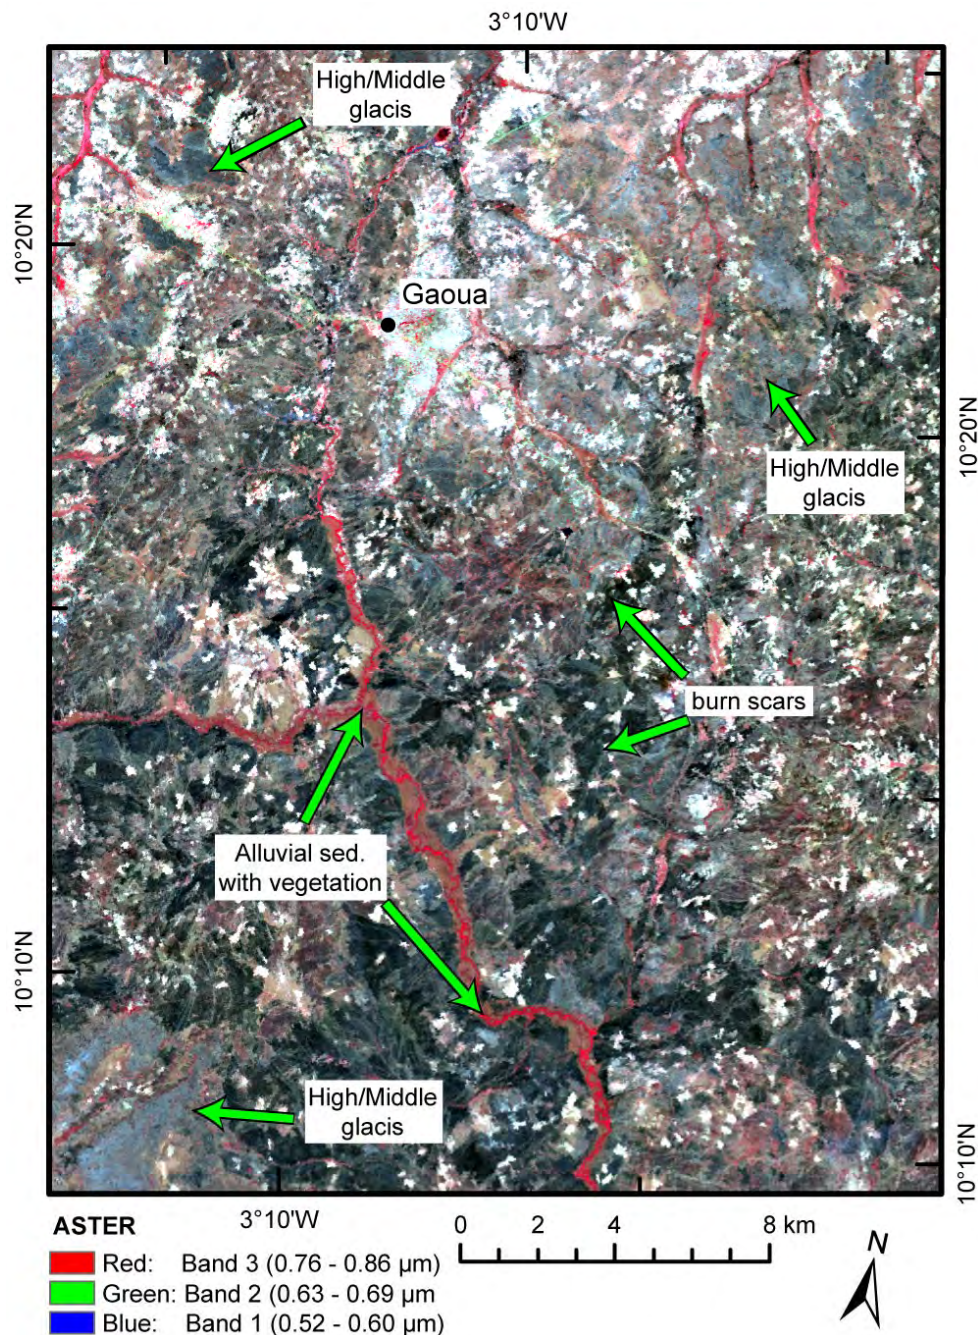 3°10'W
High/Middle
glacis
10°20'N
Gaoua
10°20'N
High/Middle
glacis
burn scars
Alluvial sed.
with vegetation
10°10'N
High/Middle
glacis
10°10'N
3°10'W
ASTER
0 2 4 8 km
N
Red: Band 3 (0.76 - 0.86 µm)
Green: Band 2 (0.63 - 0.69 µm
Blue: Band 1 (0.52 - 0.60 µm)